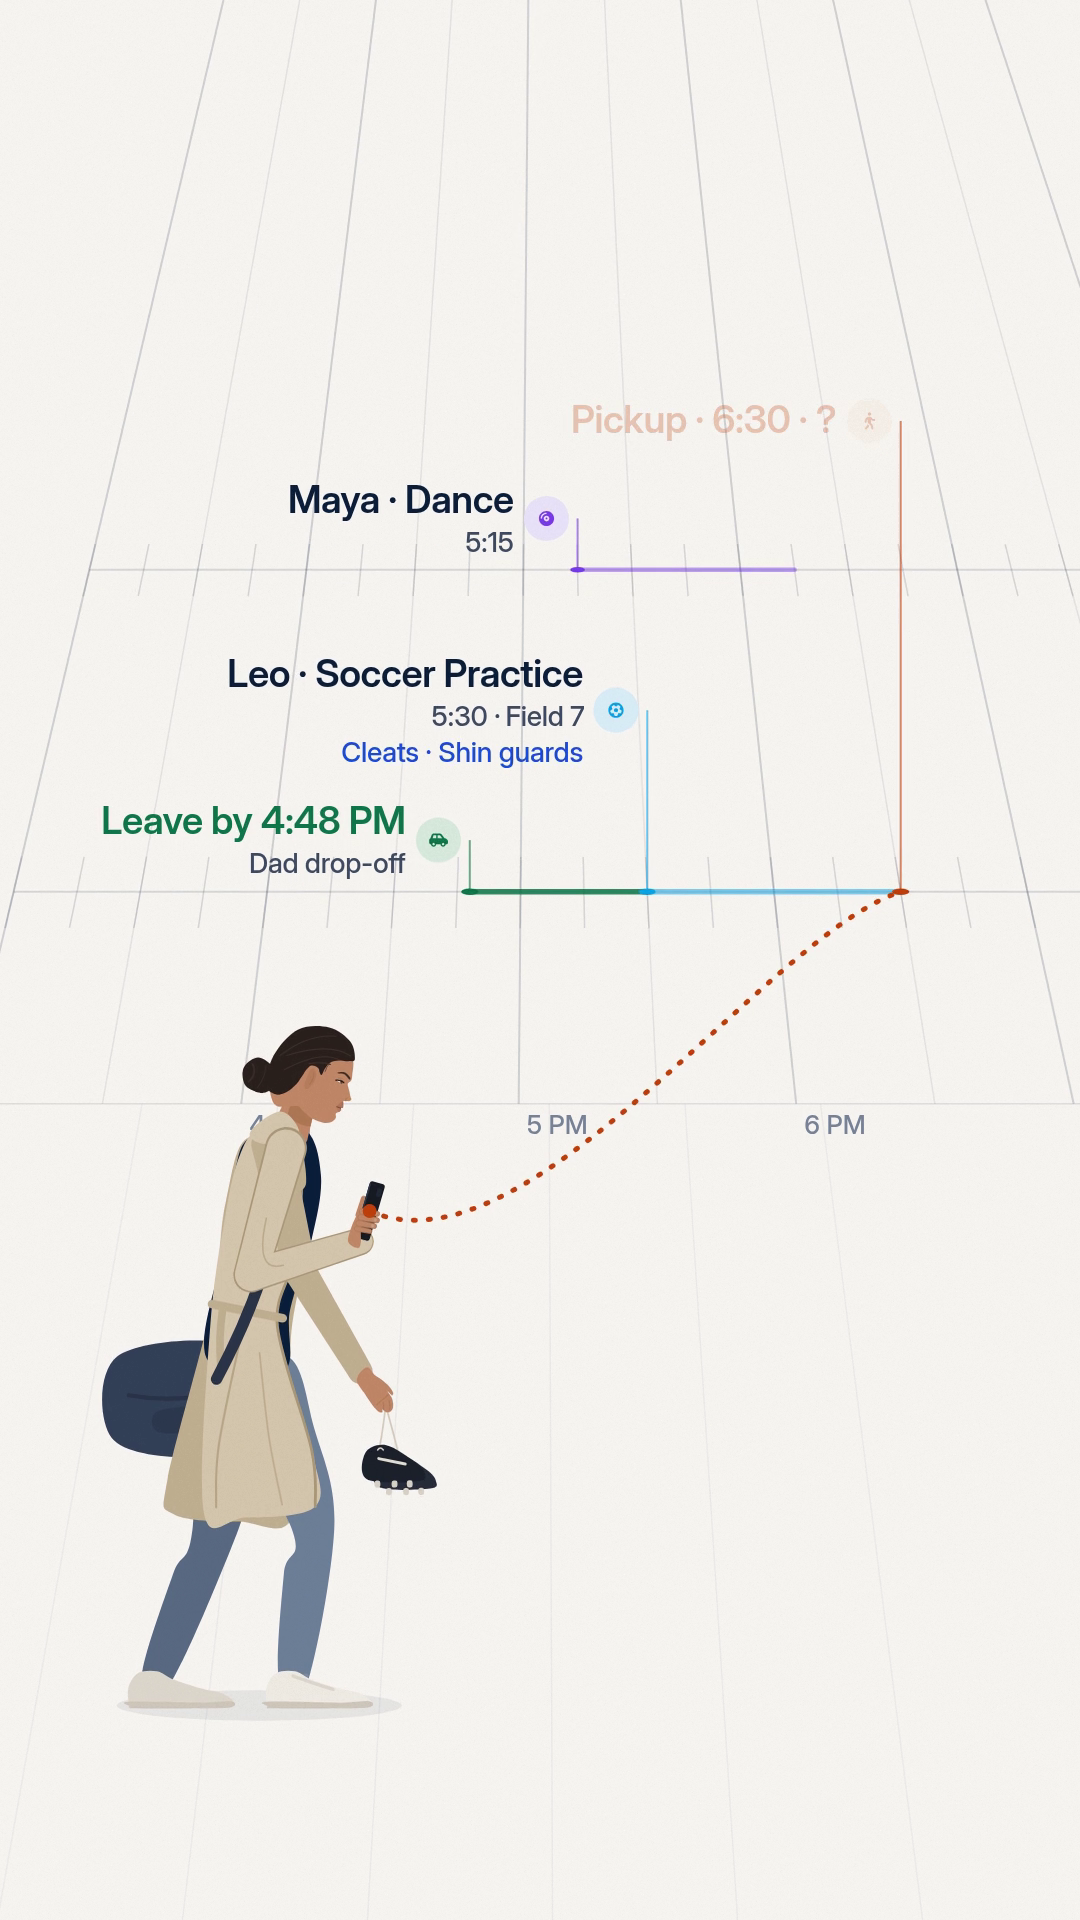 Pickup · 6:30 · ?
Maya · Dance
5:15
Leo · Soccer Practice
5:30 · Field 7
Cleats · Shin guards
Leave by 4:48 PM
Dad drop-off
4
5 PM
6 PM